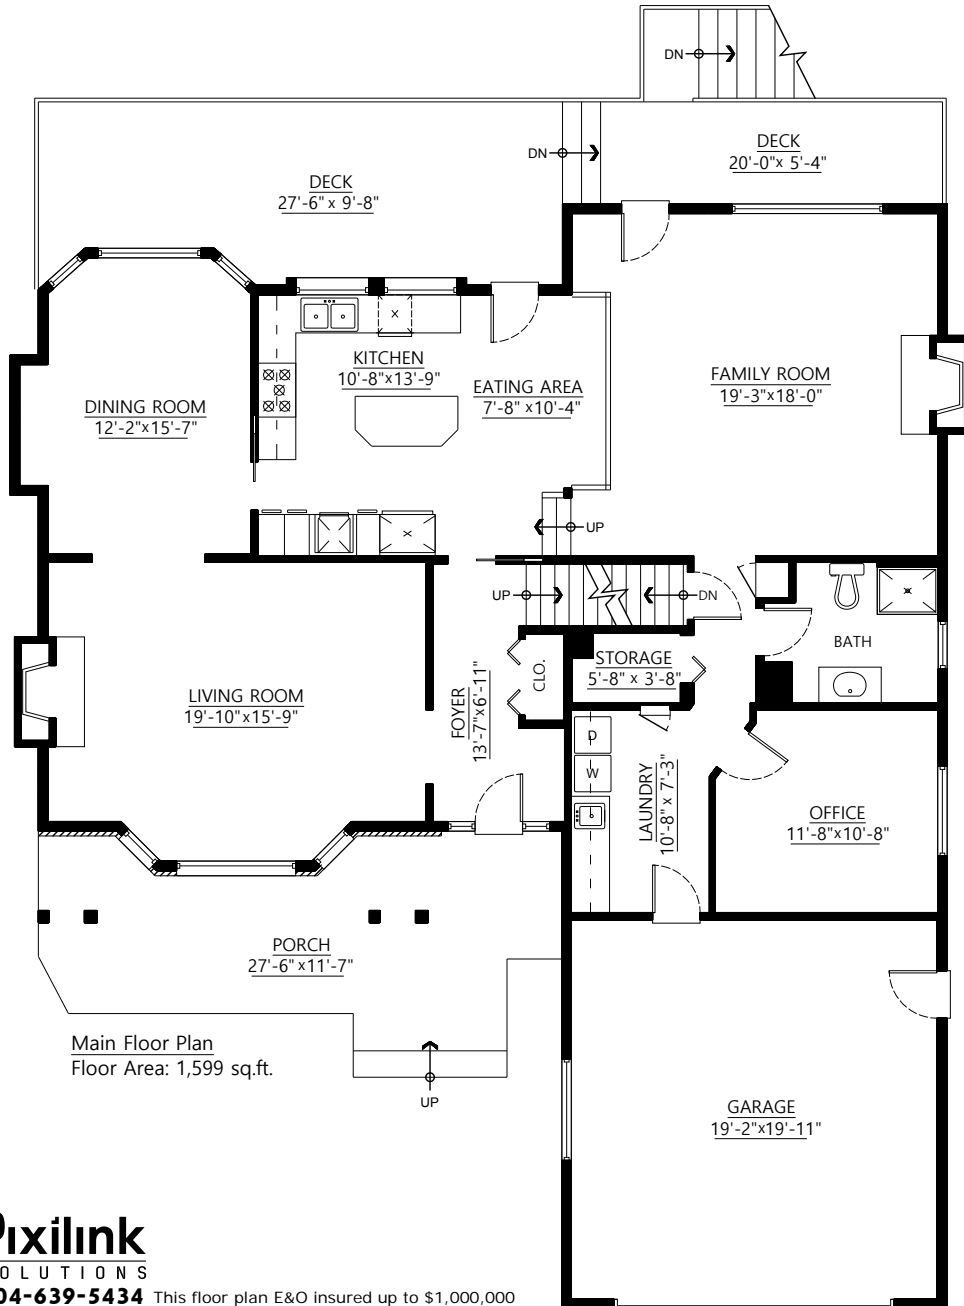 DN
DECK
20'-0"x 5'-4"
DN
DECK
27'-6" x 9'-8"
KITCHEN
10'-8"x13'-9"
EATING AREA
7'-8" x10'-4"
FAMILY ROOM
19'-3"x18'-0"
DINING ROOM
12'-2"x15'-7"
X
X
UP
UP
DN
BATH
STORAGE
5'-8" x 3'-8"
CLO.
FOYER
13'-7"x6'-11"
LIVING ROOM
19'-10"x15'-9"
D
W
LAUNDRY
10'-8" x 7'-3"
OFFICE
11'-8"x10'-8"
PORCH
27'-6"x11'-7"
Main Floor Plan
Floor Area: 1,599 sq.ft.
UP
GARAGE
19'-2"x19'-11"
Pixilink
OLUTIONS
04-639-5434 This floor plan E&O insured up to $1,000,000